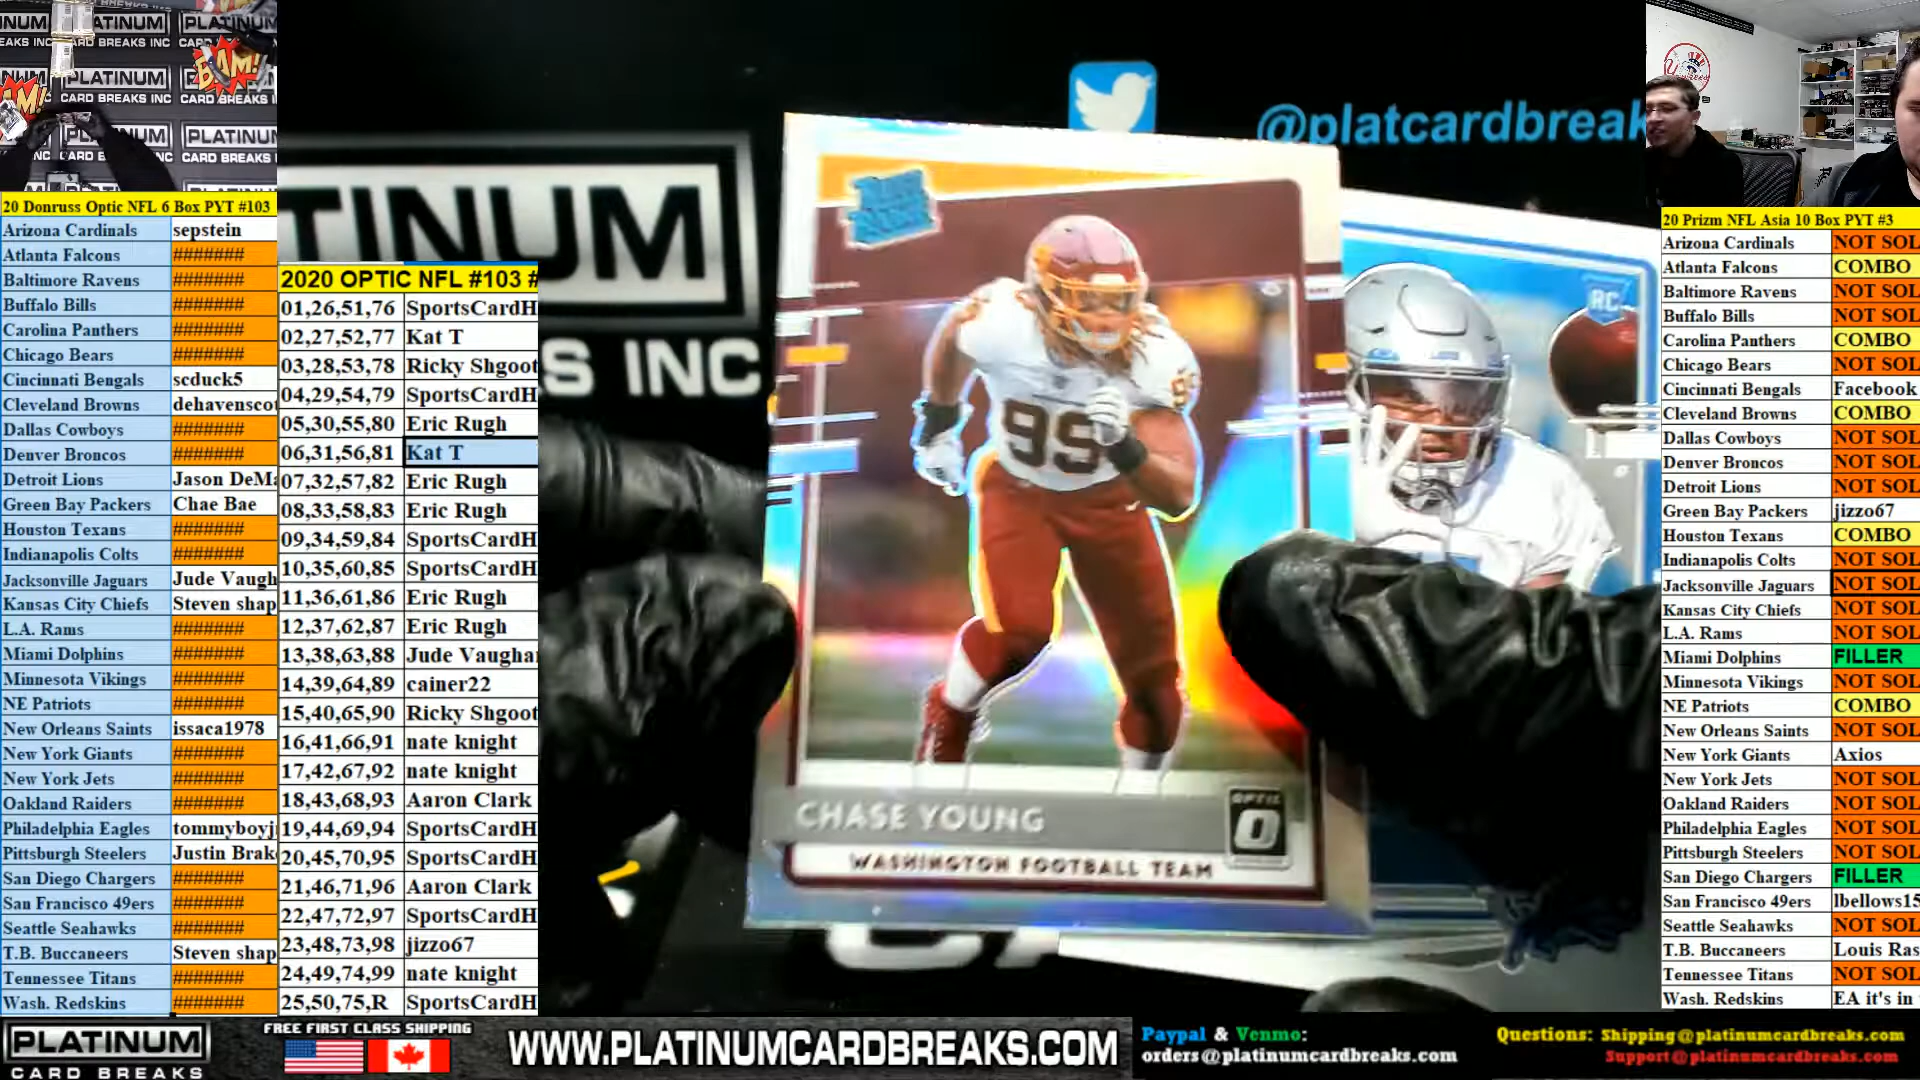 PLATINUM
CARD BREAKS INC
BAM!
20 Donruss Optic NFL 6 Box PYT #103
Arizona Cardinals sepstein
Atlanta Falcons #######
Baltimore Ravens #######
Buffalo Bills #######
Carolina Panthers #######
Chicago Bears #######
Cincinnati Bengals scduck5
Cleveland Browns dehavensco
Dallas Cowboys #######
Denver Broncos #######
Detroit Lions Jason DeMa
Green Bay Packers Chae Bae
Houston Texans #######
Indianapolis Colts #######
Jacksonville Jaguars Jude Vaugh
Kansas City Chiefs Steven shap
L.A. Rams #######
Miami Dolphins #######
Minnesota Vikings #######
NE Patriots #######
New Orleans Saints issaca1978
New York Giants #######
New York Jets #######
Oakland Raiders #######
Philadelphia Eagles tommyboyj
Pittsburgh Steelers Justin Brak
San Diego Chargers #######
San Francisco 49ers #######
Seattle Seahawks #######
T.B. Buccaneers Steven shap
Tennessee Titans #######
Wash. Redskins #######
2020 OPTIC NFL #103 #
01,26,51,76 SportsCardH
02,27,52,77 Kat T
03,28,53,78 Ricky Shgoot
04,29,54,79 SportsCardH
05,30,55,80 Eric Rugh
06,31,56,81 Kat T
07,32,57,82 Eric Rugh
08,33,58,83 Eric Rugh
09,34,59,84 SportsCardH
10,35,60,85 SportsCardH
11,36,61,86 Eric Rugh
12,37,62,87 Eric Rugh
13,38,63,88 Jude Vaughan
14,39,64,89 cainer22
15,40,65,90 Ricky Shgoot
16,41,66,91 nate knight
17,42,67,92 nate knight
18,43,68,93 Aaron Clark
19,44,69,94 SportsCardH
20,45,70,95 SportsCardH
21,46,71,96 Aaron Clark
22,47,72,97 SportsCardH
23,48,73,98 jizzo67
24,49,74,99 nate knight
25,50,75,R SportsCardH
TINUM
S INC
@platcardbreak
RATED ROOKIE
99
RC
CHASE YOUNG
OPTIC
WASHINGTON FOOTBALL TEAM
20 Prizm NFL Asia 10 Box PYT #3
Arizona Cardinals NOT SOL
Atlanta Falcons COMBO
Baltimore Ravens NOT SOL
Buffalo Bills NOT SOL
Carolina Panthers COMBO
Chicago Bears NOT SOL
Cincinnati Bengals Facebook
Cleveland Browns COMBO
Dallas Cowboys NOT SOL
Denver Broncos NOT SOL
Detroit Lions NOT SOL
Green Bay Packers jizzo67
Houston Texans COMBO
Indianapolis Colts NOT SOL
Jacksonville Jaguars NOT SOL
Kansas City Chiefs NOT SOL
L.A. Rams NOT SOL
Miami Dolphins FILLER
Minnesota Vikings NOT SOL
NE Patriots COMBO
New Orleans Saints NOT SOL
New York Giants Axios
New York Jets NOT SOL
Oakland Raiders NOT SOL
Philadelphia Eagles NOT SOL
Pittsburgh Steelers NOT SOL
San Diego Chargers FILLER
San Francisco 49ers lbellows15
Seattle Seahawks NOT SOL
T.B. Buccaneers Louis Ras
Tennessee Titans NOT SOL
Wash. Redskins EA it's in
PLATINUM
CARD BREAKS
FREE FIRST CLASS SHIPPING
WWW.PLATINUMCARDBREAKS.COM
Paypal & Venmo:
orders@platinumcardbreaks.com
Questions: Shipping@platinumcardbreaks.com
Support@platinumcardbreaks.com